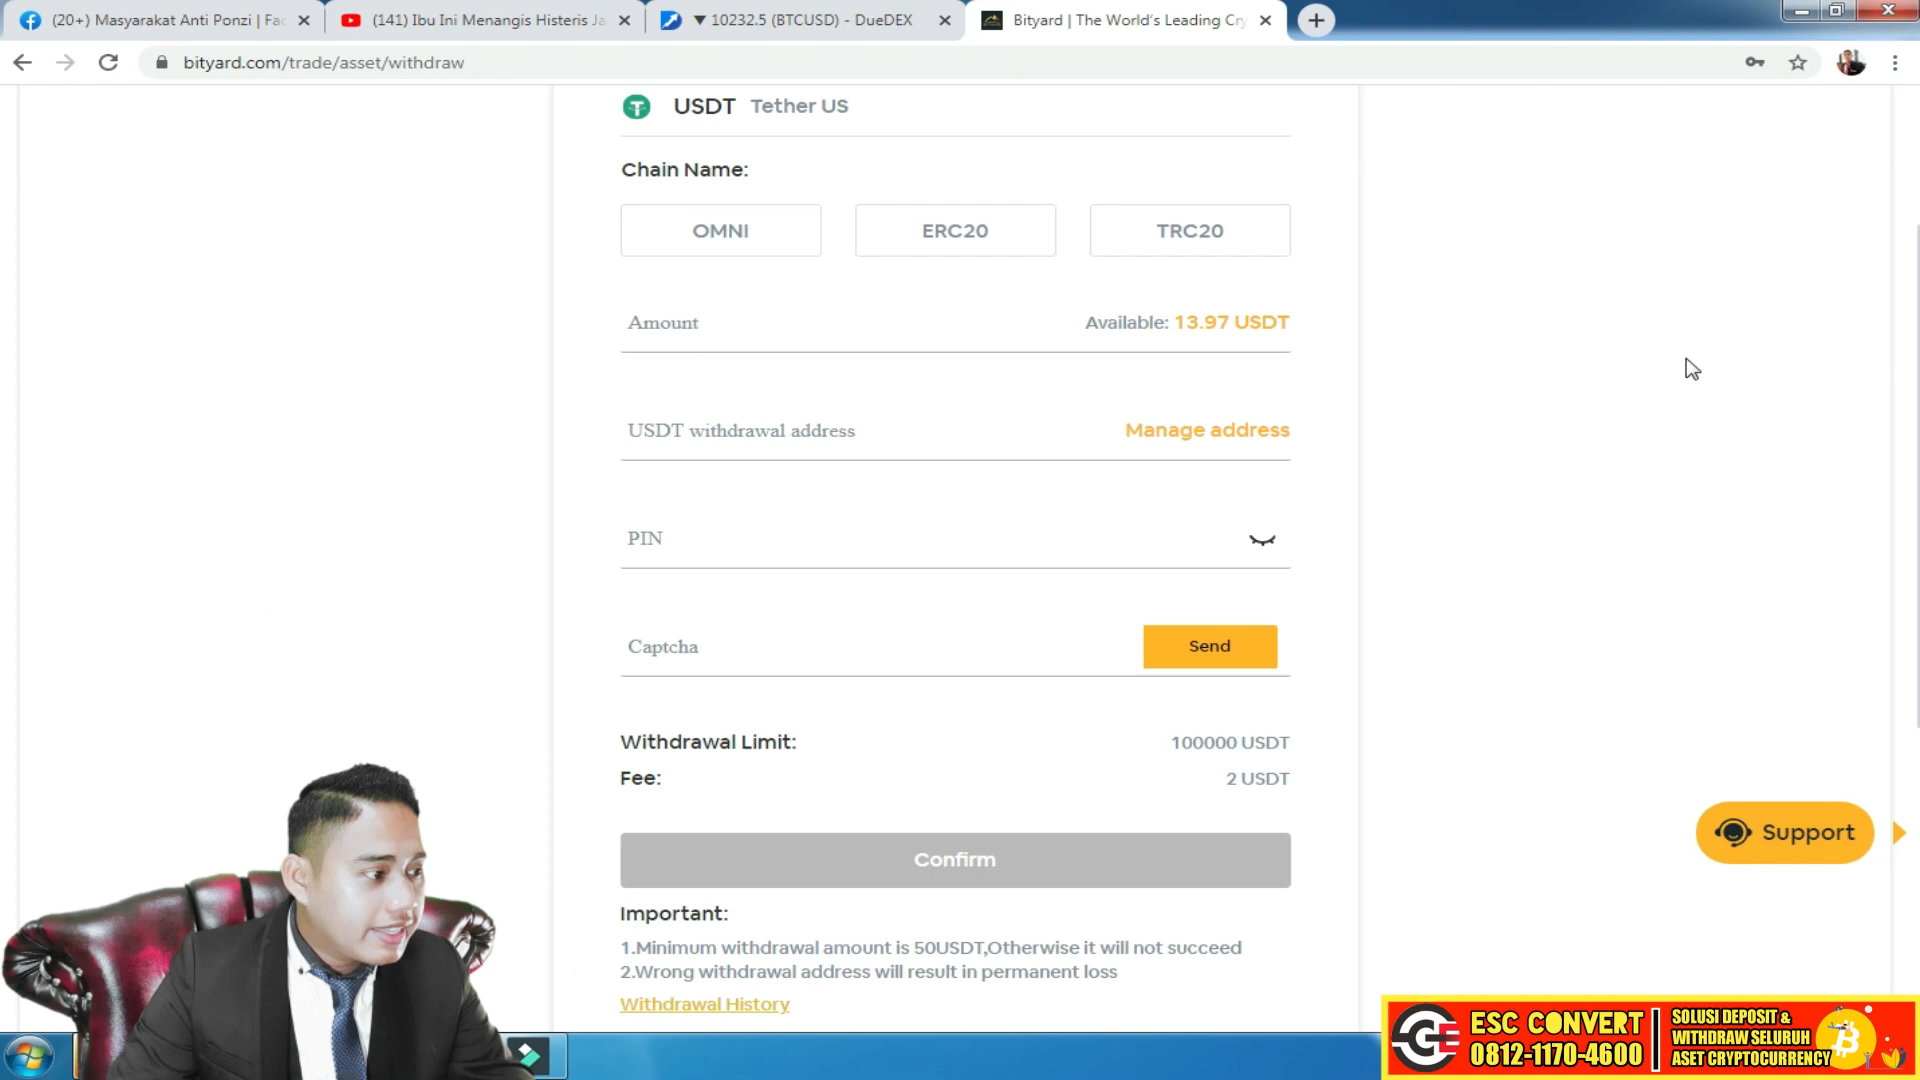 (20+) Masyarakat Anti Ponzi | Fac
(141) Ibu Ini Menangis Histeris Ja
▼ 10232.5 (BTCUSD) - DueDEX
Bityard | The World's Leading Cry
bityard.com/trade/asset/withdraw
USDT Tether US
Chain Name:
OMNI ERC20 TRC20
Amount Available: 13.97 USDT
USDT withdrawal address Manage address
PIN
Captcha Send
Withdrawal Limit: 100000 USDT
Fee: 2 USDT
Support
Confirm
Important:
1.Minimum withdrawal amount is 50USDT,Otherwise it will not succeed
2.Wrong withdrawal address will result in permanent loss
Withdrawal History
ESC CONVERT
0812-1170-4600
SOLUSI DEPOSIT &
WITHDRAW SELURUH
ASET CRYPTOCURRENCY